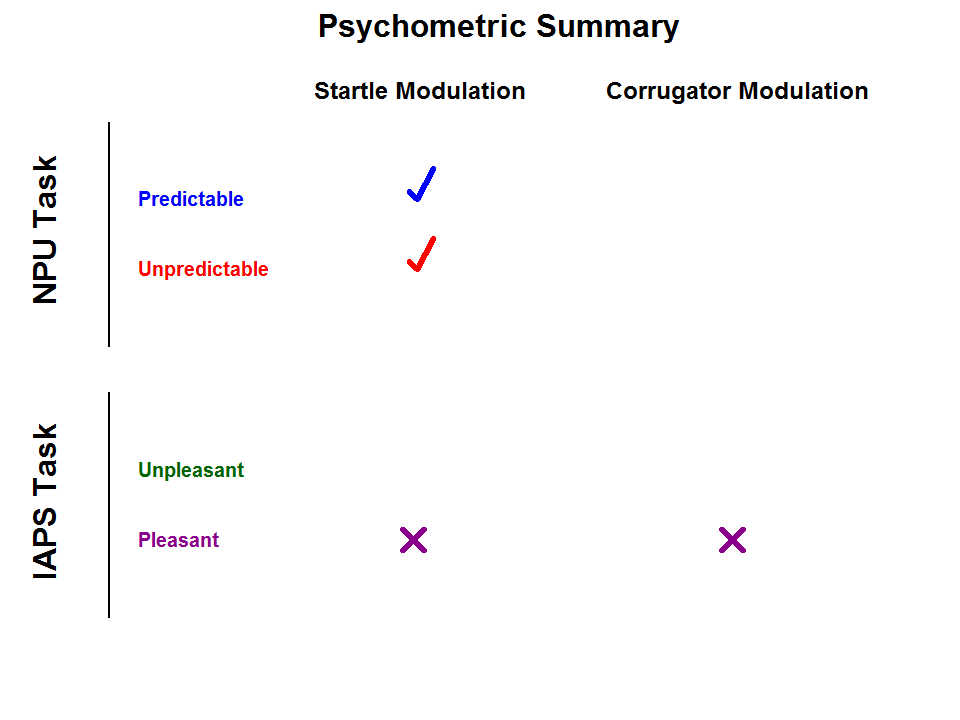 Psychometric Summary
Startle Modulation
Corrugator Modulation
NPU Task
Predictable
Unpredictable
IAPS Task
Unpleasant
Pleasant